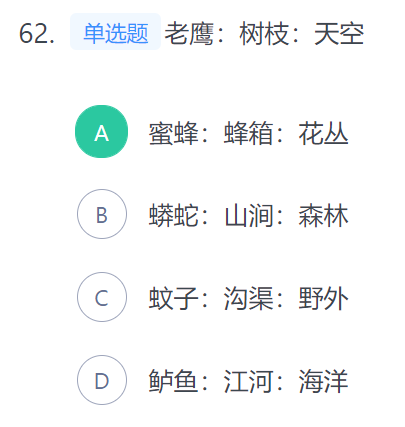 62. 单选题 老鹰：树枝：天空
A 蜜蜂：蜂箱：花丛
B 蟒蛇：山涧：森林
C 蚊子：沟渠：野外
D 鲈鱼：江河：海洋